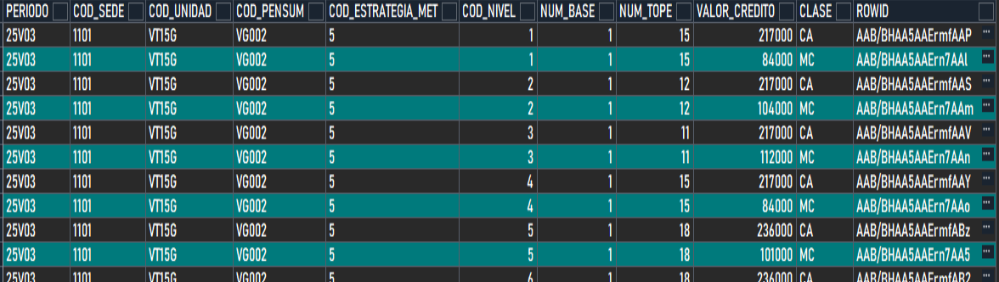 PERIODO COD_SEDE COD_UNIDAD COD_PENSUM COD_ESTRATEGIA_MET COD_NIVEL NUM_BASE NUM_TOPE VALOR_CREDITO CLASE ROWID
25V03 1101 VT15G VG002 5 1 1 15 217000 CA AAB/BHAA5AAErmfAAP ...
25V03 1101 VT15G VG002 5 1 1 15 84000 MC AAB/BHAA5AAErn7AAl ...
25V03 1101 VT15G VG002 5 2 1 12 217000 CA AAB/BHAA5AAErmfAAS ...
25V03 1101 VT15G VG002 5 2 1 12 104000 MC AAB/BHAA5AAErn7AAm ...
25V03 1101 VT15G VG002 5 3 1 11 217000 CA AAB/BHAA5AAErmfAAV ...
25V03 1101 VT15G VG002 5 3 1 11 112000 MC AAB/BHAA5AAErn7AAn ...
25V03 1101 VT15G VG002 5 4 1 15 217000 CA AAB/BHAA5AAErmfAAY ...
25V03 1101 VT15G VG002 5 4 1 15 84000 MC AAB/BHAA5AAErn7AAo ...
25V03 1101 VT15G VG002 5 5 1 18 236000 CA AAB/BHAA5AAErmfABz ...
25V03 1101 VT15G VG002 5 5 1 18 101000 MC AAB/BHAA5AAErn7AA5 ...
25V03 1101 VT15G VG002 5 6 1 18 236000 CA AAB/BHAA5AAErmfAB2 ...